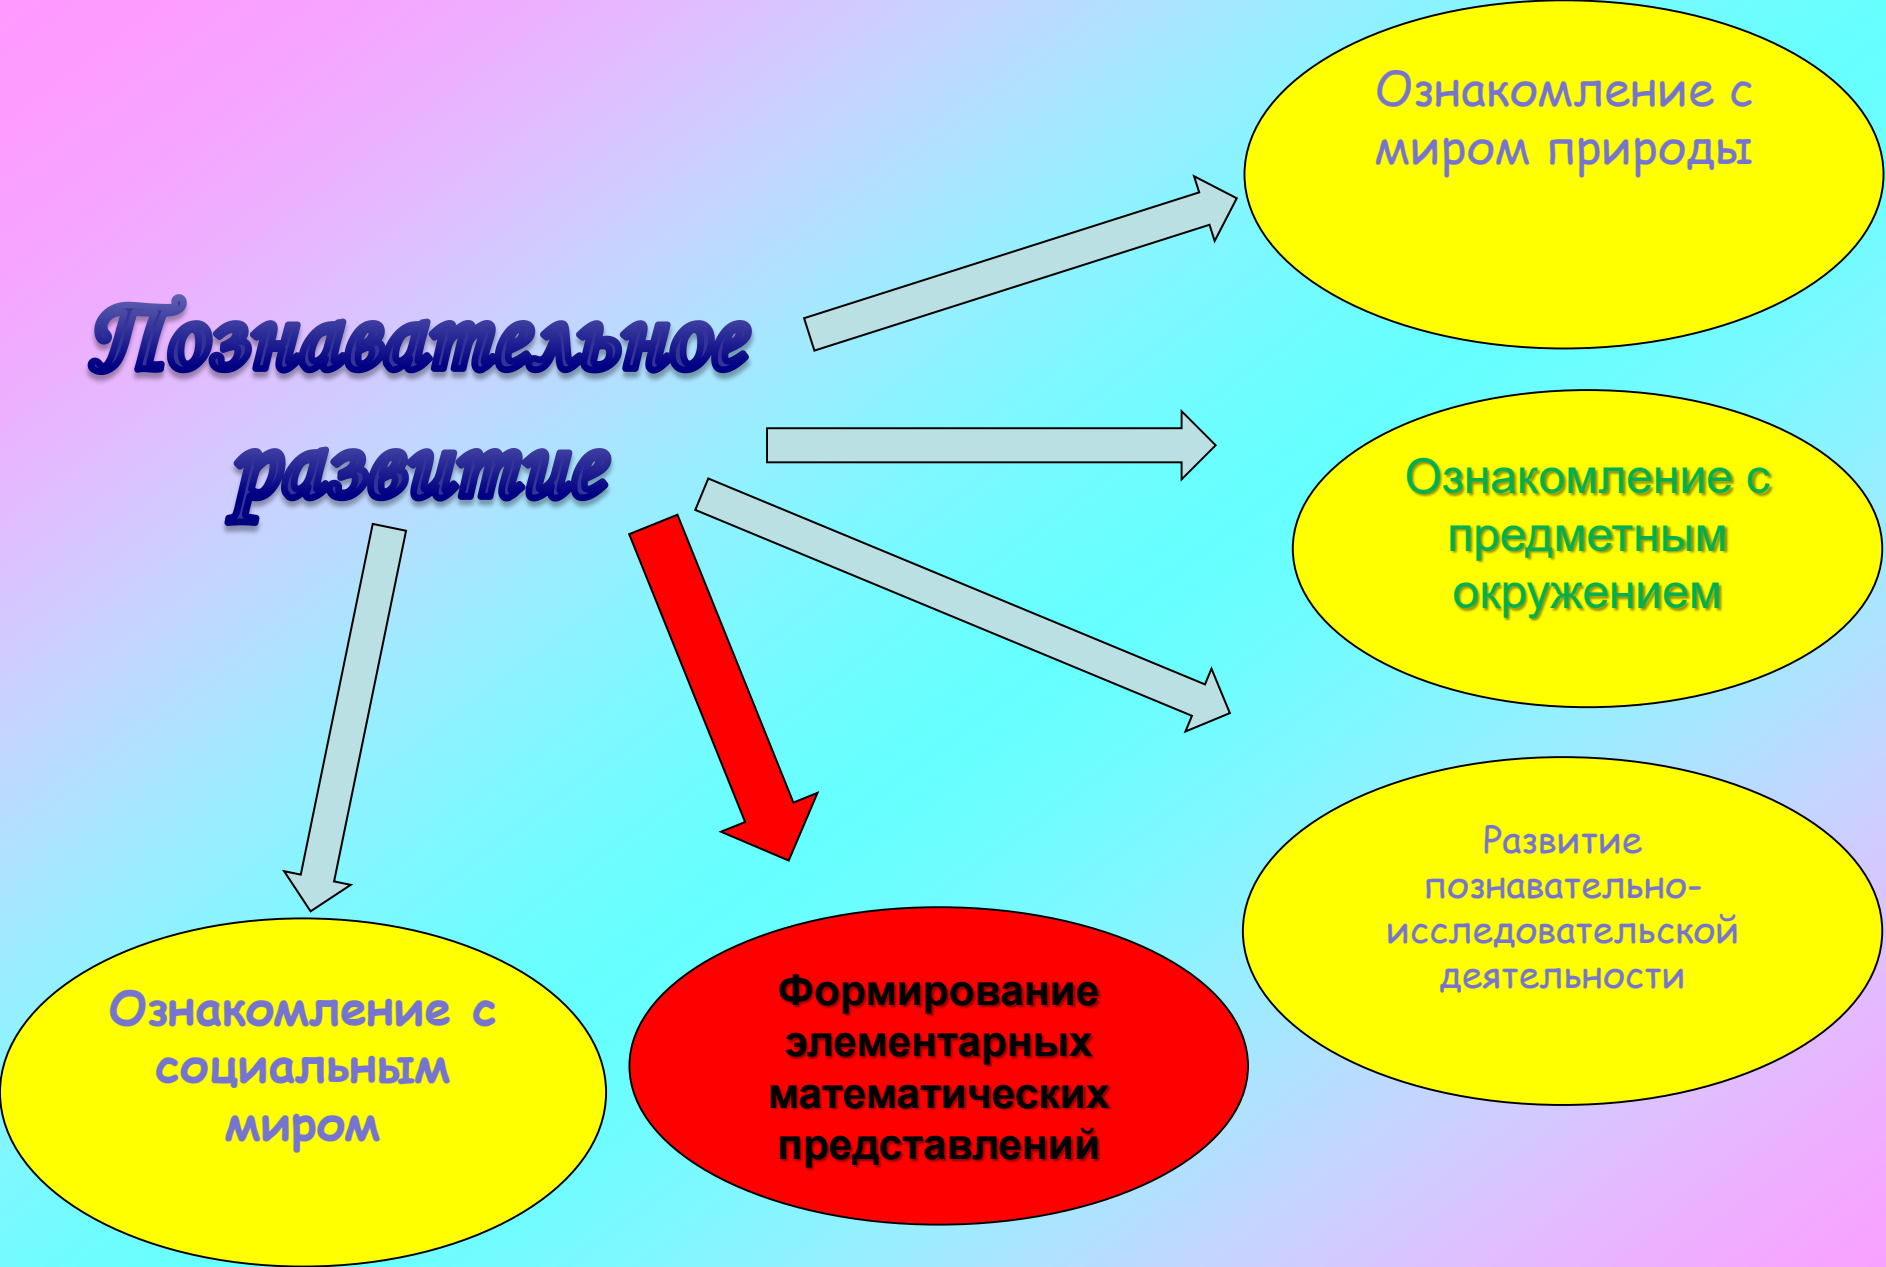 Познавательное
развитие
Ознакомление с
миром природы
Ознакомление с
предметным
окружением
Развитие
познавательно-
исследовательской
деятельности
Формирование
элементарных
математических
представлений
Ознакомление с
социальным
миром